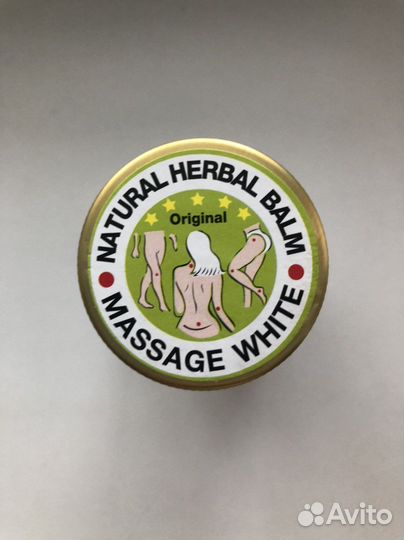 NATURAL HERBAL BALM
Original
MASSAGE WHITE
Avito